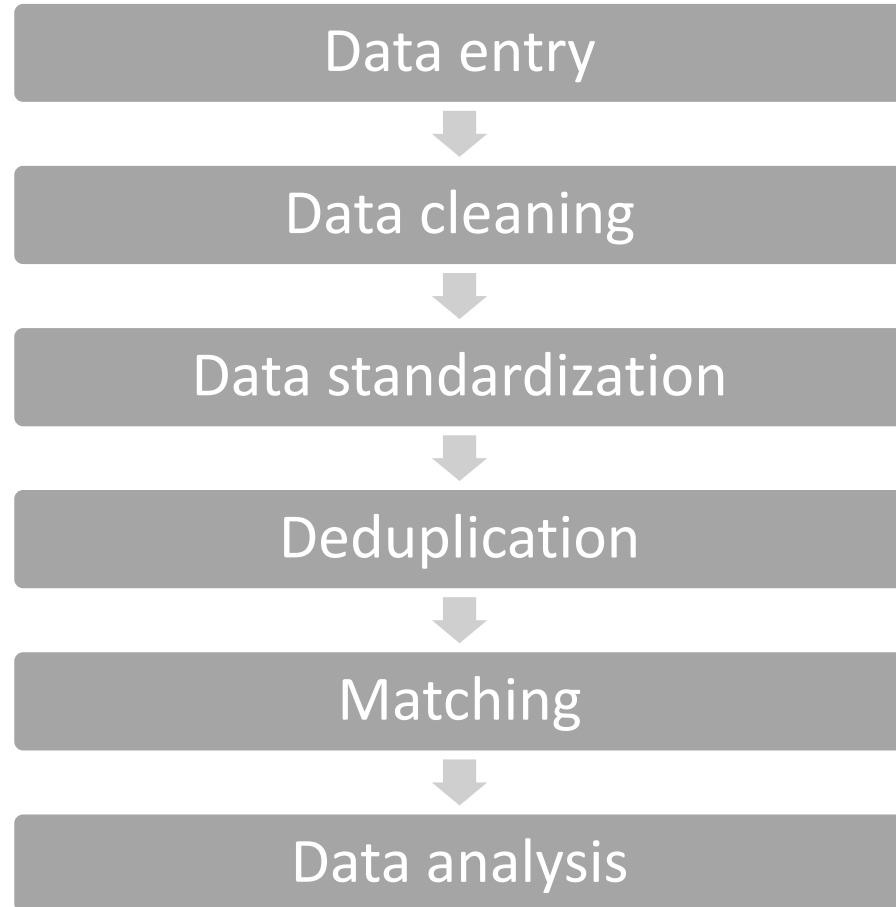 Data entry
Data cleaning
Data standardization
Deduplication
Matching
Data analysis